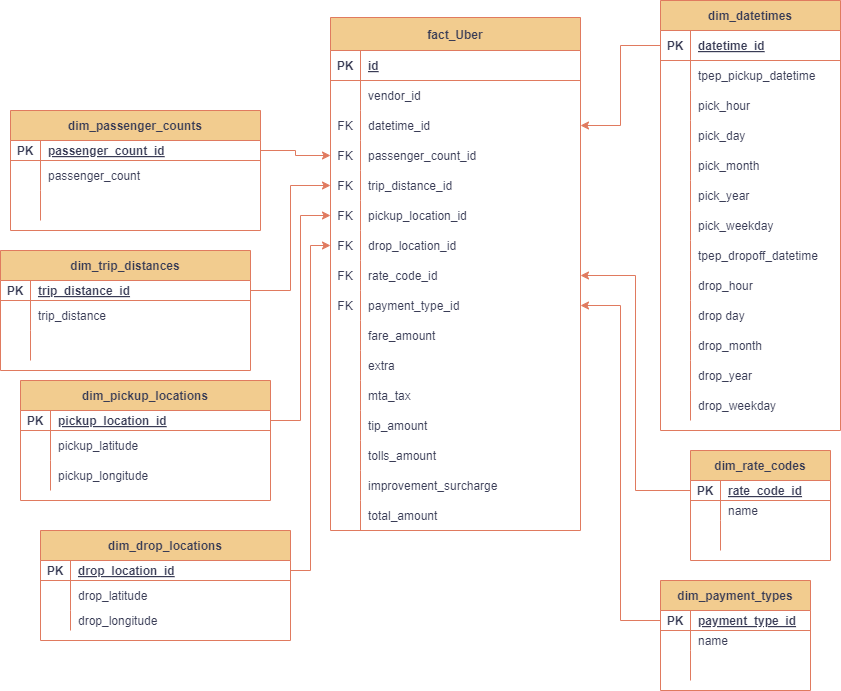 fact_Uber
PK id
vendor_id
FK datetime_id
FK passenger_count_id
FK trip_distance_id
FK pickup_location_id
FK drop_location_id
FK rate_code_id
FK payment_type_id
fare_amount
extra
mta_tax
tip_amount
tolls_amount
improvement_surcharge
total_amount
dim_datetimes
PK datetime_id
tpep_pickup_datetime
pick_hour
pick_day
pick_month
pick_year
pick_weekday
tpep_dropoff_datetime
drop_hour
drop day
drop_month
drop_year
drop_weekday
dim_passenger_counts
PK passenger_count_id
passenger_count
dim_trip_distances
PK trip_distance_id
trip_distance
dim_pickup_locations
PK pickup_location_id
pickup_latitude
pickup_longitude
dim_drop_locations
PK drop_location_id
drop_latitude
drop_longitude
dim_rate_codes
PK rate_code_id
name
dim_payment_types
PK payment_type_id
name